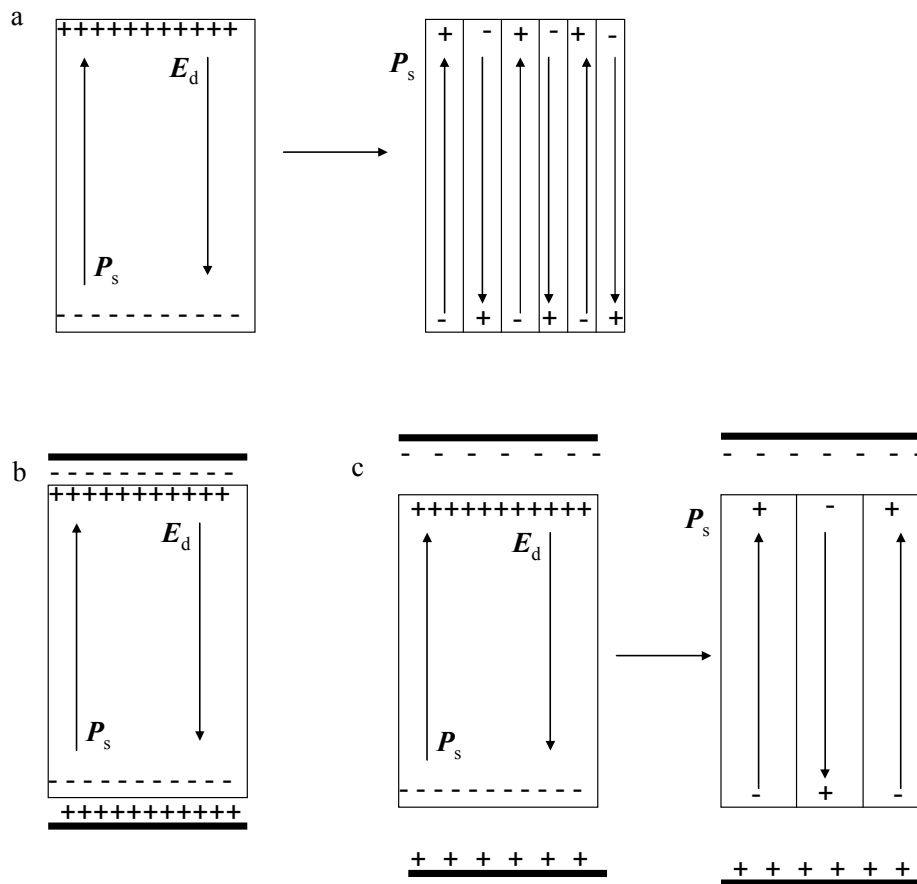 a
+++++++++++
E_d
P_s
- - - - - - - - - - -
P_s
+ - + - + -
- + - + - +
b
- - - - - - - - - - -
+++++++++++
E_d
P_s
- - - - - - - - - - -
+++++++++++
c
- - - - - - -
+++++++++++
E_d
P_s
- - - - - - - - - -
+ + + + + +
- - - - - - -
P_s
+ - +
- + -
+ + + + + +